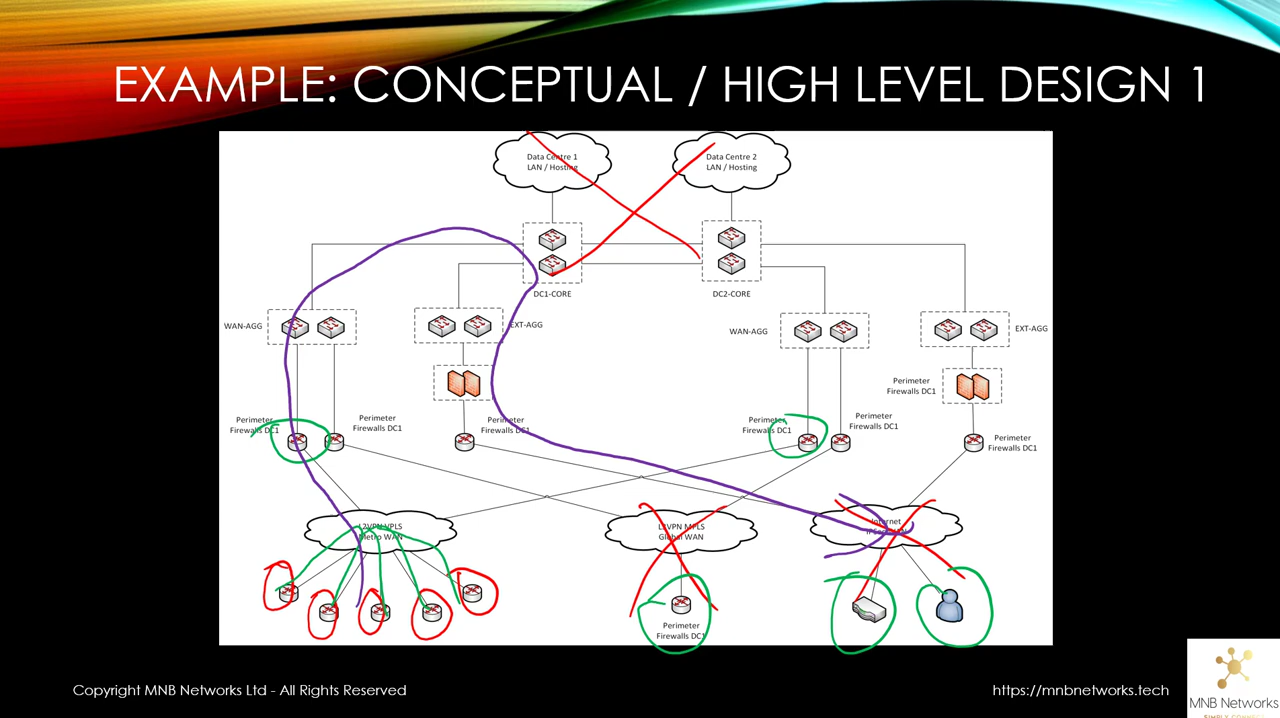 EXAMPLE: CONCEPTUAL / HIGH LEVEL DESIGN 1
Data Centre 1
LAN / Hosting
Data Centre 2
LAN / Hosting
DC1-CORE
DC2-CORE
WAN-AGG
EXT-AGG
WAN-AGG
EXT-AGG
Perimeter
Firewalls DC1
Perimeter
Firewalls DC1
Perimeter
Firewalls DC1
Perimeter
Firewalls DC1
Perimeter
Firewalls DC1
Perimeter
Firewalls DC1
Perimeter
Firewalls DC1
L2VPN VPLS
Metro WAN
MPLS
Global WAN
Internet
Perimeter
Firewalls DC1
Copyright MNB Networks Ltd - All Rights Reserved
https://mnbnetworks.tech
MNB Networks